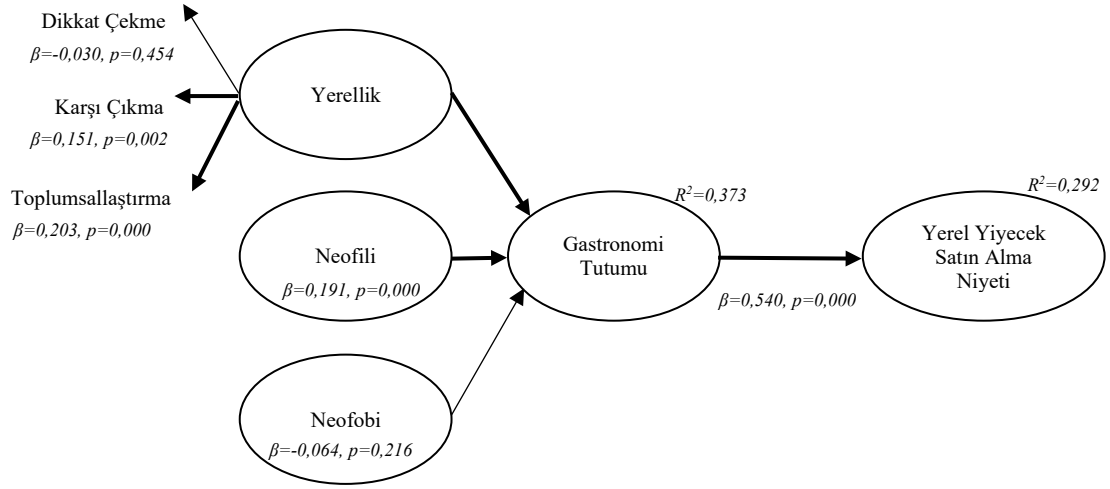 Dikkat Çekme
β=-0,030, p=0,454
Karşı Çıkma
β=0,151, p=0,002
Toplumsallaştırma
β=0,203, p=0,000
Yerellik
Neofili
β=0,191, p=0,000
Neofobi
β=-0,064, p=0,216
R²=0,373
Gastronomi
Tutumu
β=0,540, p=0,000
R²=0,292
Yerel Yiyecek
Satın Alma
Niyeti